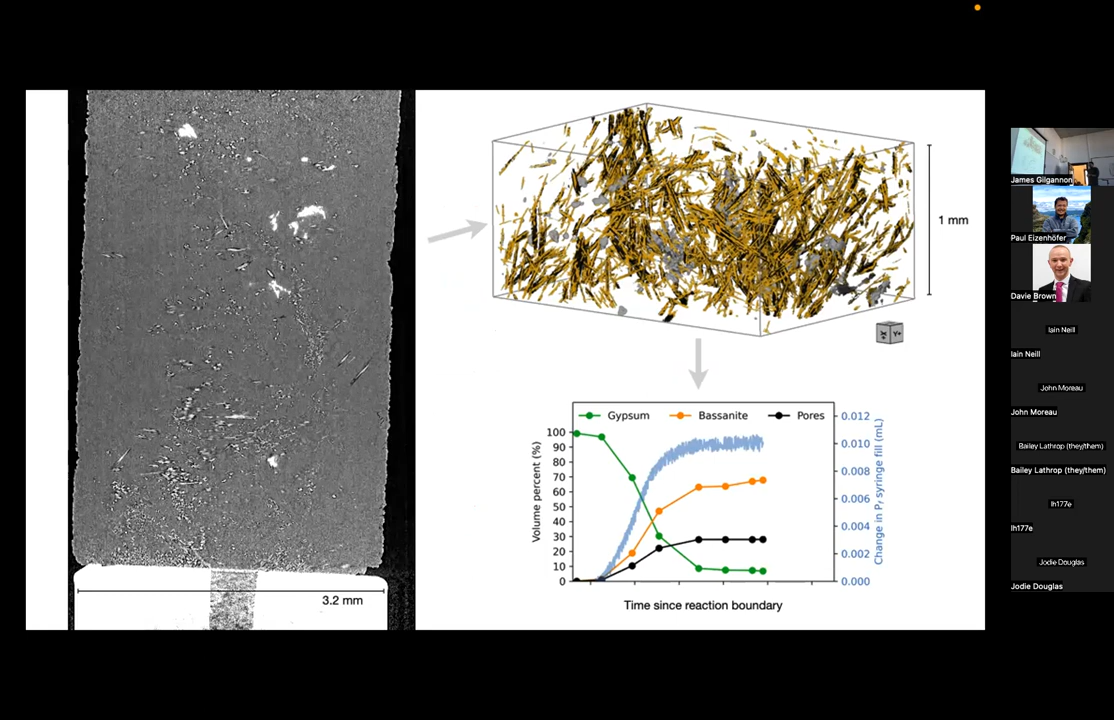 3.2 mm
1 mm
Gypsum
Bassanite
Pores
Volume percent (%)
100
90
80
70
60
50
40
30
20
10
0
0.012
0.010
0.008
0.006
0.004
0.002
0.000
Change in Pf syringe fill (mL)
Time since reaction boundary
James Gilgannon
Paul Eizenhöfer
Davie Brown
Iain Neill
Iain Neill
John Moreau
John Moreau
Bailey Lathrop (they/them)
Bailey Lathrop (they/them)
lh177e
lh177e
Jodie Douglas
Jodie Douglas